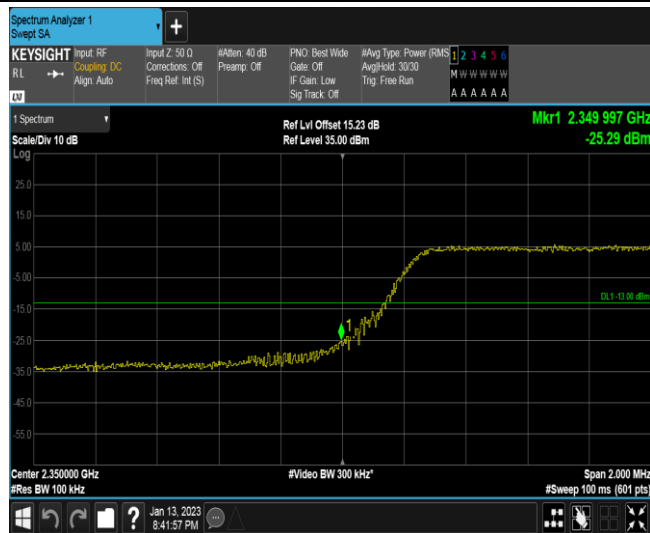 Spectrum Analyzer 1
Swept SA
KEYSIGHT
RL
Input: RF
Coupling: DC
Align: Auto
Input Z: 50 Ω
Corrections: Off
Freq Ref: Int (S)
#Atten: 40 dB
Preamp: Off
PNO: Best Wide
Gate: Off
IF Gain: Low
Sig Track: Off
#Avg Type: Power (RMS
Avg|Hold: 30/30
Trig: Free Run
1 2 3 4 5 6
M W W W W W
A A A A A A
LXI
1 Spectrum
Scale/Div 10 dB
Log
Ref Lvl Offset 15.23 dB
Ref Level 35.00 dBm
Mkr1 2.349 997 GHz
-25.29 dBm
25.0
15.0
5.00
-5.00
DL1 -13.00 dBm
-15.0
1
-25.0
-35.0
-45.0
-55.0
Center 2.350000 GHz
#Video BW 300 kHz*
Span 2.000 MHz
#Res BW 100 kHz
#Sweep 100 ms (601 pts)
?
Jan 13, 2023
8:41:57 PM